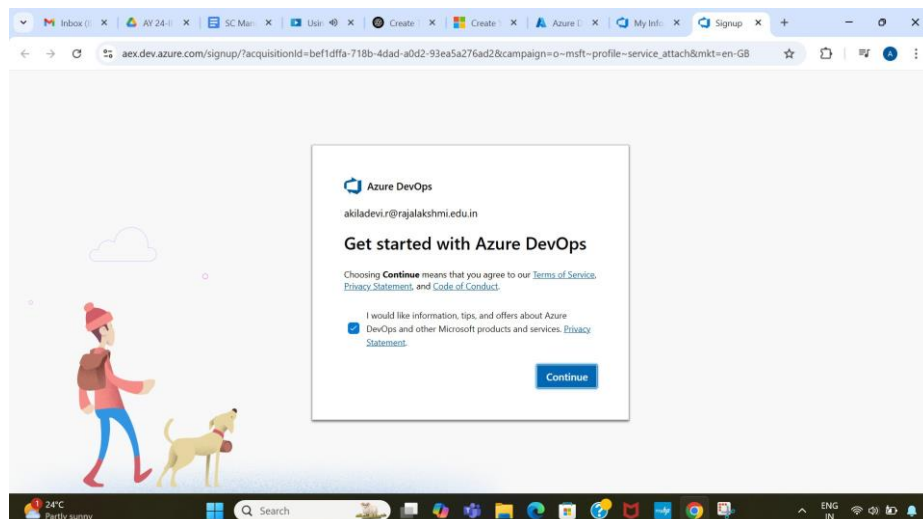 Inbox (
AY 24-
SC Mar
Usin
Create
Create
Azure D
My Info
Signup
aex.dev.azure.com/signup/?acquisitionId=bef1dffa-718b-4dad-a0d2-93ea5a276ad2&campaign=o~msft~profile~service_attach&mkt=en-GB
A
Azure DevOps
akiladevi.r@rajalakshmi.edu.in
Get started with Azure DevOps
Choosing Continue means that you agree to our Terms of Service,
Privacy Statement, and Code of Conduct.
I would like information, tips, and offers about Azure
DevOps and other Microsoft products and services. Privacy
Statement.
Continue
1
24°C
Partly sunny
Search
ENG
IN